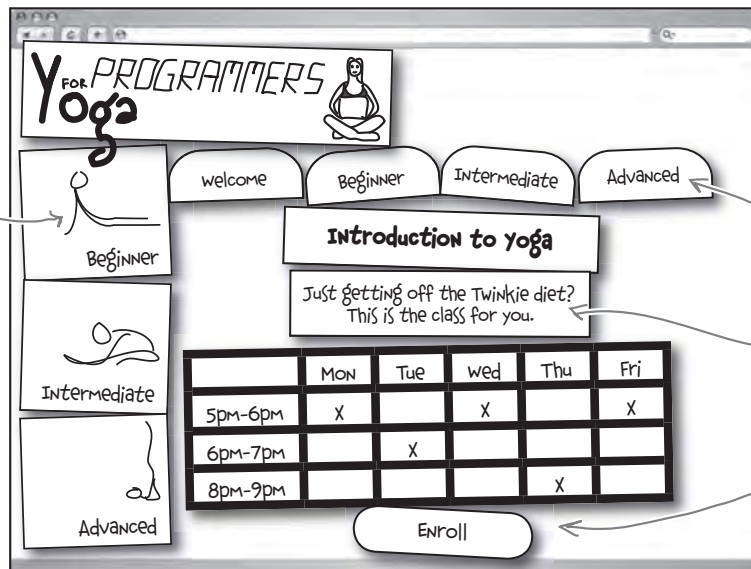 Yoga FOR PROGRAMMERS
Welcome
Beginner
Intermediate
Advanced
Beginner
Intermediate
Advanced
Introduction to Yoga
Just getting off the Twinkie diet?
This is the class for you.
Mon Tue Wed Thu Fri
5pm-6pm X X X
6pm-7pm X
8pm-9pm X
Enroll